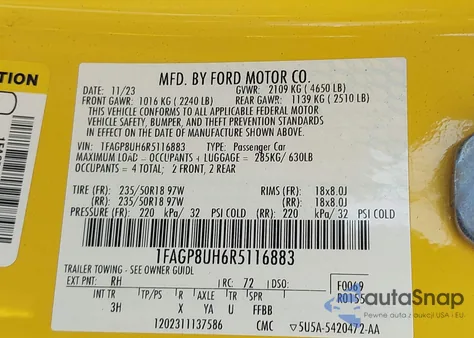 TION
MFD. BY FORD MOTOR CO.
DATE: 11/23 GVWR: 2109 KG (4650 LB)
FRONT GAWR: 1016 KG (2240 LB) REAR GAWR: 1139 KG (2510 LB)
THIS VEHICLE CONFORMS TO ALL APPLICABLE FEDERAL MOTOR
VEHICLE SAFETY, BUMPER, AND THEFT PREVENTION STANDARDS
IN EFFECT ON THE DATE OF MANUFACTURE SHOWN ABOVE.
VIN: 1FAGP8UH6R5116883 TYPE: Passenger Car
MAXIMUM LOAD = OCCUPANTS + LUGGAGE = 285KG/630LB
OCCUPANTS = 4 TOTAL; 2 FRONT, 2 REAR
TIRE (FR): 235/50R18 97W RIMS (FR): 18x8.0J
(RR): 235/50R18 97W (RR): 18x8.0J
PRESSURE (FR): 220 kPa/ 32 PSI COLD (RR): 220 kPa/ 32 PSI COLD
1FAGP8UH6R5116883
TRAILER TOWING - SEE OWNER GUIDE
EXT PNT: RH RC: 72 DSO: F0069
INT TR TP/PS R AXLE TR SPR R0155
3H V U FFBB
1202311137586 CMC 5U5A-5420472-AA
autaSnap
Pewne auta z USA i EU